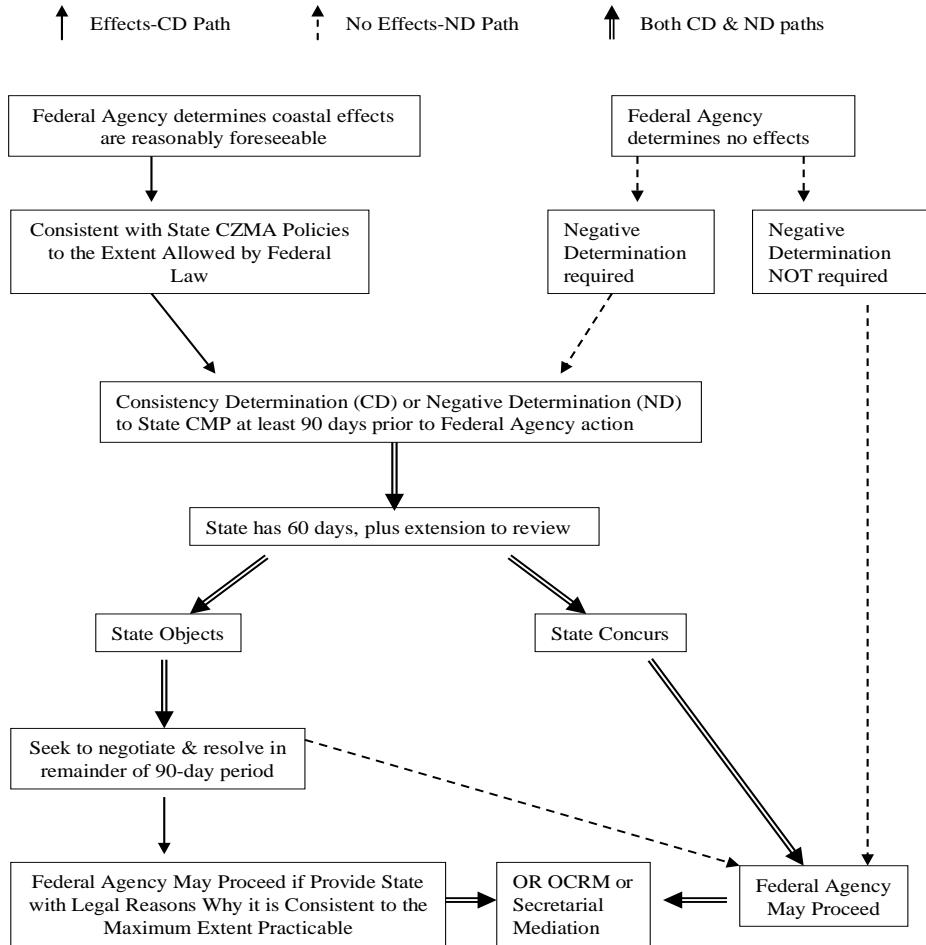 Effects-CD Path
No Effects-ND Path
Both CD & ND paths
Federal Agency determines coastal effects
are reasonably foreseeable
Federal Agency
determines no effects
Consistent with State CZMA Policies
to the Extent Allowed by Federal
Law
Negative
Determination
required
Negative
Determination
NOT required
Consistency Determination (CD) or Negative Determination (ND)
to State CMP at least 90 days prior to Federal Agency action
State has 60 days, plus extension to review
State Objects
State Concurs
Seek to negotiate & resolve in
remainder of 90-day period
Federal Agency May Proceed if Provide State
with Legal Reasons Why it is Consistent to the
Maximum Extent Practicable
OR OCRM or
Secretarial
Mediation
Federal Agency
May Proceed